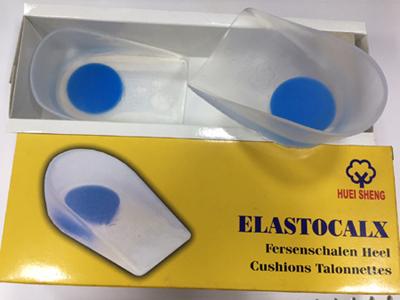 HUEI SHENG
ELASTOCALX
Fersenschalen Heel
Cushions Talonnettes